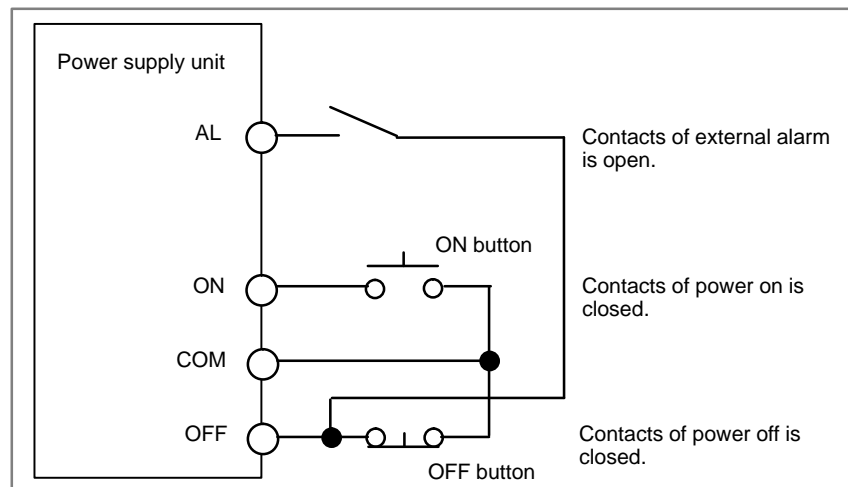 Power supply unit
AL
Contacts of external alarm
is open.
ON button
ON
Contacts of power on is
closed.
COM
OFF
Contacts of power off is
closed.
OFF button